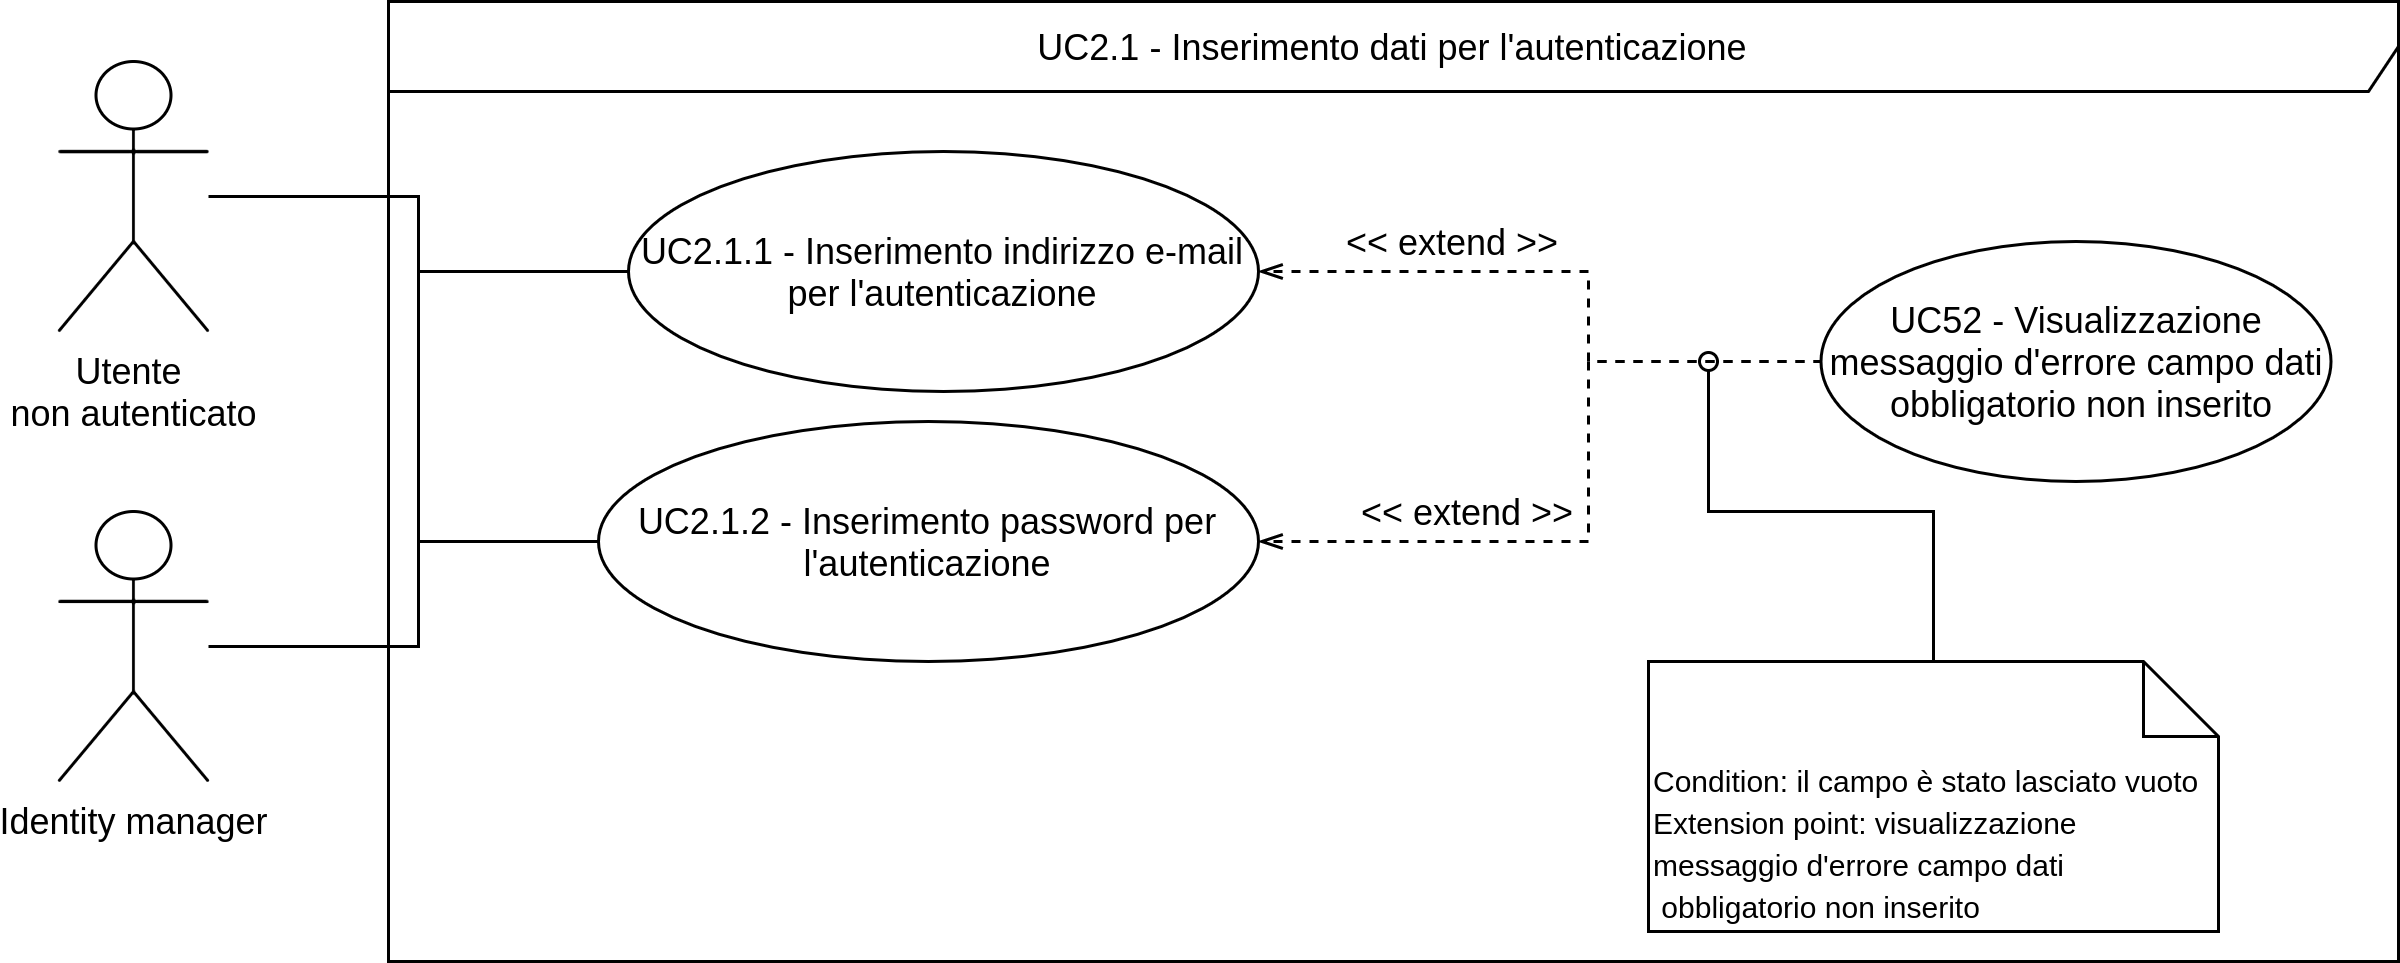 UC2.1 - Inserimento dati per l'autenticazione
Utente
non autenticato
Identity manager
UC2.1.1 - Inserimento indirizzo e-mail
per l'autenticazione
<< extend >>
UC2.1.2 - Inserimento password per
l'autenticazione
<< extend >>
UC52 - Visualizzazione
messaggio d'errore campo dati
obbligatorio non inserito
Condition: il campo è stato lasciato vuoto
Extension point: visualizzazione
messaggio d'errore campo dati
obbligatorio non inserito